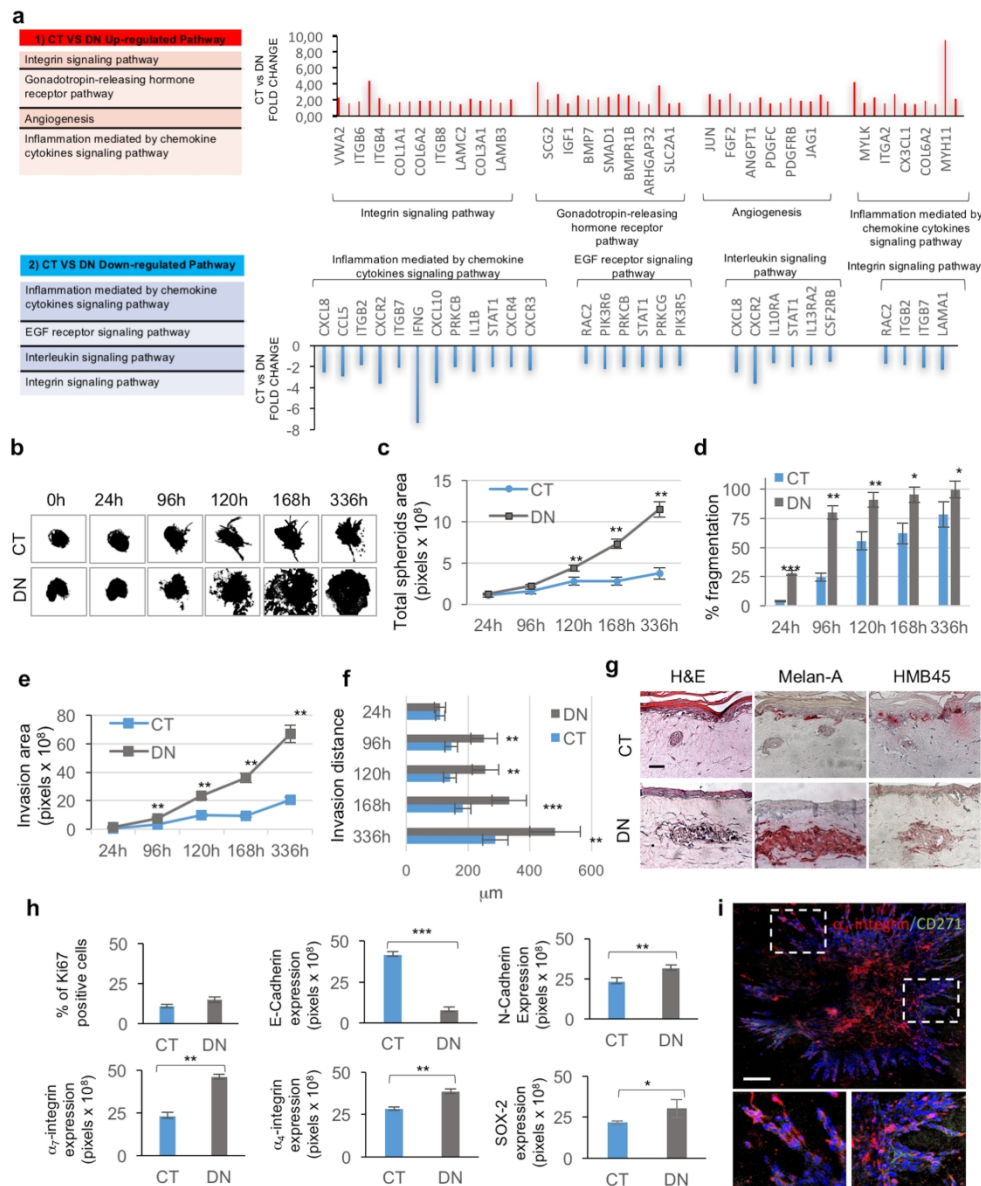 a
1) CT VS DN Up-regulated Pathway
Integrin signaling pathway
Gonadotropin-releasing hormone
receptor pathway
Angiogenesis
Inflammation mediated by chemokine
cytokines signaling pathway
CT vs DN
FOLD CHANGE
10,00
8,00
6,00
4,00
2,00
0,00
VWA2
ITGB6
ITGB4
COL1A1
COL6A2
ITGB8
LAMC2
COL3A1
LAMB3
SCG2
IGF1
BMP7
SMAD1
BMPR1B
ARHGAP32
SLC2A1
JUN
FGF2
ANGPT1
PDGFC
PDGFRB
JAG1
MYLK
ITGA2
CX3CL1
COL6A2
MYH11
Integrin signaling pathway
Gonadotropin-releasing
hormone receptor
pathway
Angiogenesis
Inflammation mediated by
chemokine cytokines
signaling pathway
2) CT VS DN Down-regulated Pathway
Inflammation mediated by chemokine
cytokines signaling pathway
EGF receptor signaling pathway
Interleukin signaling pathway
Integrin signaling pathway
Inflammation mediated by chemokine
cytokines signaling pathway
EGF receptor signaling
pathway
Interleukin signaling
pathway
Integrin signaling pathway
CXCL8
CCL5
ITGB2
CXCR2
ITGB7
IFNG
CXCL10
PRKCB
IL1B
STAT1
CXCR4
CXCR3
RAC2
PIK3R6
PRKCB
STAT1
PRKCG
PIK3R5
CXCL8
CXCR2
IL10RA
STAT1
IL13RA2
CSF2RB
RAC2
ITGB2
ITGB7
LAMA1
CT vs DN
FOLD CHANGE
0
-2
-4
-6
-8
b
0h 24h 96h 120h 168h 336h
CT
DN
c
Total spheroids area
(pixels x 10⁸)
15
10
5
0
CT
DN
**
**
**
24h 96h 120h 168h 336h
d
% fragmentation
100
75
50
25
0
CT
DN
***
**
**
*
*
24h 96h 120h 168h 336h
e
Invasion area
(pixels x 10⁸)
80
60
40
20
0
CT
DN
**
**
**
**
24h 96h 120h 168h 336h
f
Invasion distance
24h
96h
120h
168h
336h
DN
CT
**
**
***
**
0 200 400 600
μm
g
H&E Melan-A HMB45
CT
DN
h
% of Ki67
positive cells
50
25
0
CT DN
E-Cadherin
expression
(pixels x 10⁸)
50
25
0
***
CT DN
N-Cadherin
Expression
(pixels x 10⁸)
50
25
0
**
CT DN
α₇-integrin
expression
(pixels x 10⁸)
50
25
0
**
CT DN
α₄-integrin
expression
(pixels x 10⁸)
50
25
0
**
CT DN
SOX-2
expression
(pixels x 10⁸)
50
25
0
*
CT DN
i
integrin/CD271